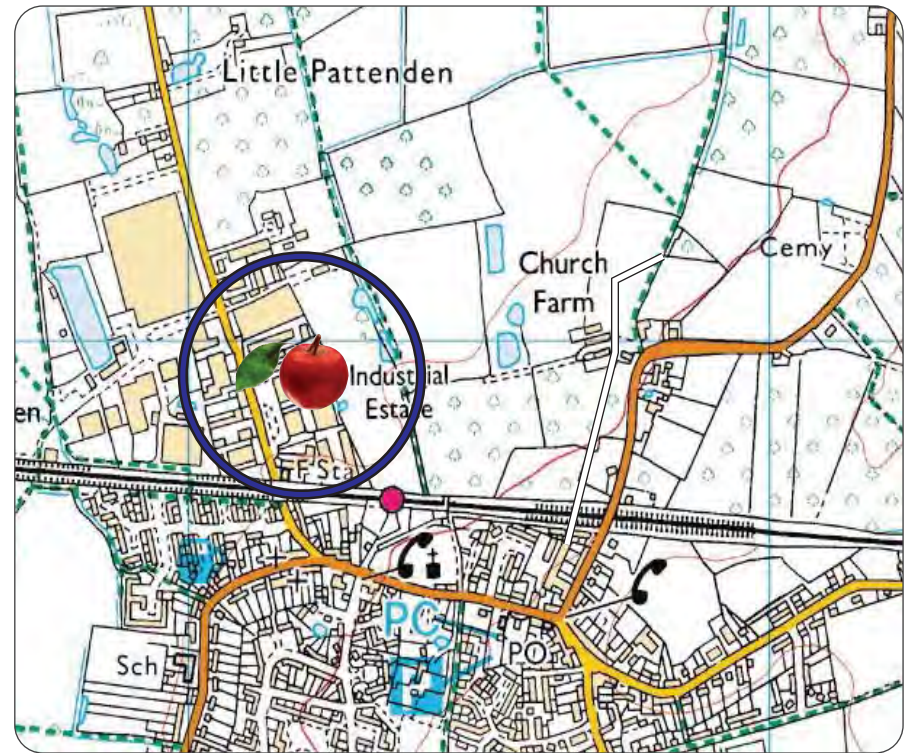 Little Pattenden
Cemy
Church
Farm
Industrial
Estate
en
F Sta
PC
PO
Sch